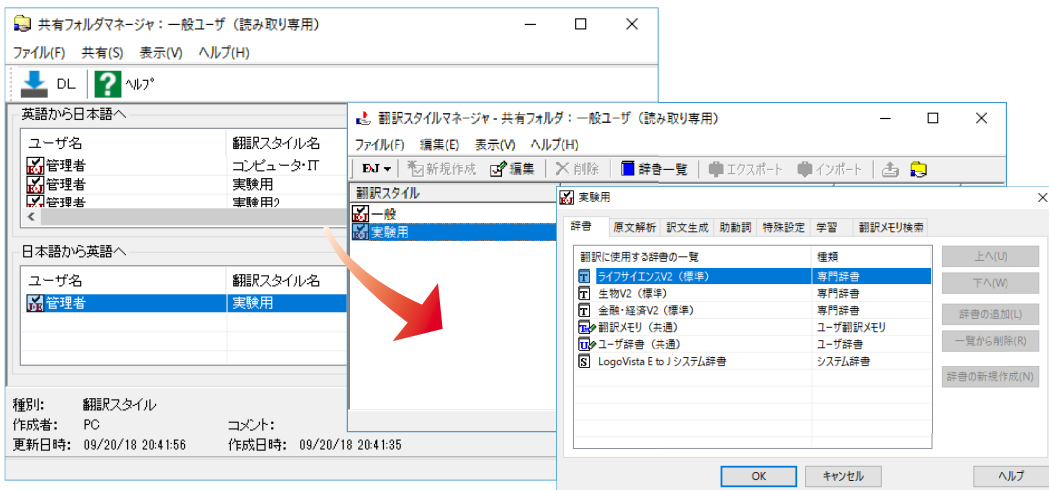 共有フォルダマネージャ：一般ユーザ（読み取り専用）
ファイル(F) 共有(S) 表示(V) ヘルプ(H)
DL ヘルプ
英語から日本語へ
ユーザ名 翻訳スタイル名
管理者 コンピュータ・IT
管理者 実験用
管理者 実験用2
日本語から英語へ
ユーザ名 翻訳スタイル名
管理者 実験用
種別: 翻訳スタイル
作成者: PC コメント:
更新日時: 09/20/18 20:41:56 作成日時: 09/20/18 20:41:35
翻訳スタイルマネージャ - 共有フォルダ：一般ユーザ（読み取り専用）
ファイル(F) 編集(E) 表示(V) ヘルプ(H)
EJ 新規作成 編集 削除 辞書一覧 エクスポート インポート
翻訳スタイル
一般
実験用
実験用
辞書 原文解析 訳文生成 助動詞 特殊設定 学習 翻訳メモリ検索
翻訳に使用する辞書の一覧 種類
ライフサイエンスV2（標準） 専門辞書
生物V2（標準） 専門辞書
金融・経済V2（標準） 専門辞書
翻訳メモリ（共通） ユーザ翻訳メモリ
ユーザ辞書（共通） ユーザ辞書
LogoVista E to J システム辞書 システム辞書
上へ(U)
下へ(W)
辞書の追加(L)
一覧から削除(R)
辞書の新規作成(N)
OK キャンセル ヘルプ